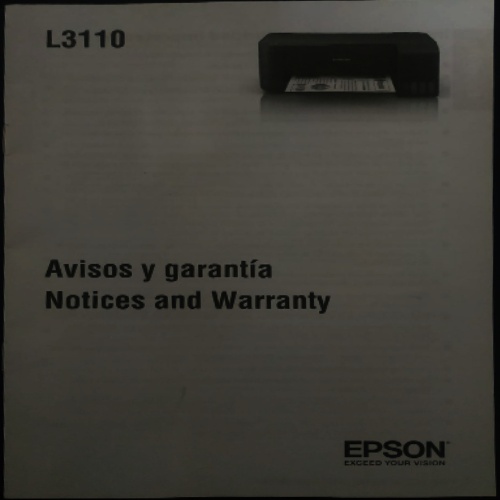 L3110
Avisos y garantía
Notices and Warranty
EPSON
EXCEED YOUR VISION